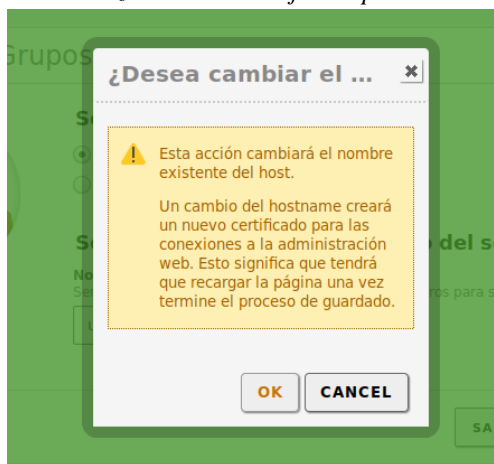 Grupos
¿Desea cambiar el ...
Esta acción cambiará el nombre
existente del host.
Un cambio del hostname creará
un nuevo certificado para las
conexiones a la administración
web. Esto significa que tendrá
que recargar la página una vez
termine el proceso de guardado.
del s
No
Se
ros para s
OK
CANCEL
SA